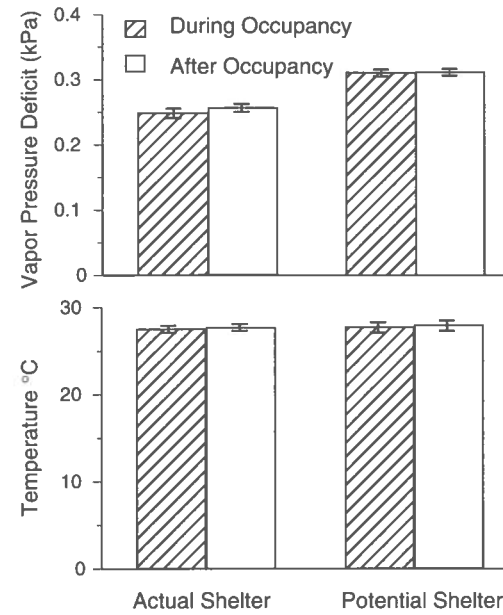 Vapor Pressure Deficit (kPa)
0.4
0.3
0.2
0.1
0
During Occupancy
After Occupancy
Temperature °C
30
20
10
0
Actual Shelter
Potential Shelter